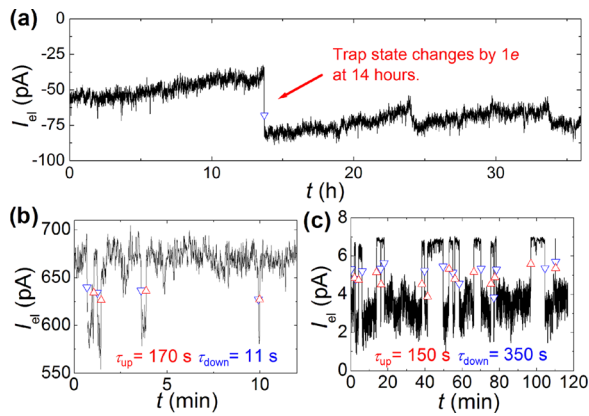 (a)
0
-25
-50
-75
-100
I_el (pA)
Trap state changes by 1e
at 14 hours.
0 10 20 30
t (h)
(b)
700
650
600
550
I_el (pA)
τ_up = 170 s τ_down = 11 s
0 5 10
t (min)
(c)
8
6
4
2
0
I_el (pA)
τ_up = 150 s τ_down = 350 s
0 20 40 60 80 100 120
t (min)